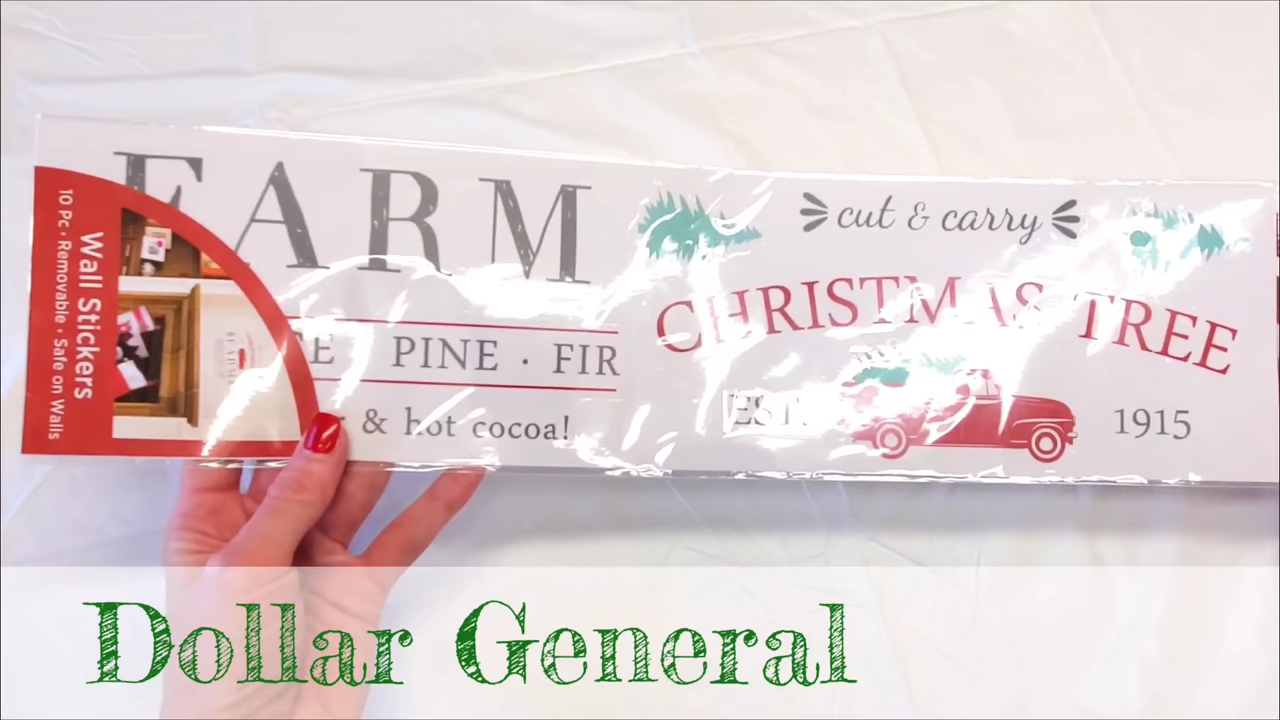 Wall Stickers
10 Pc • Removable • Safe on Walls
FARM
PINE · FIR
& hot cocoa!
cut & carry
CHRISTMAS TREE
EST.
1915
Dollar General